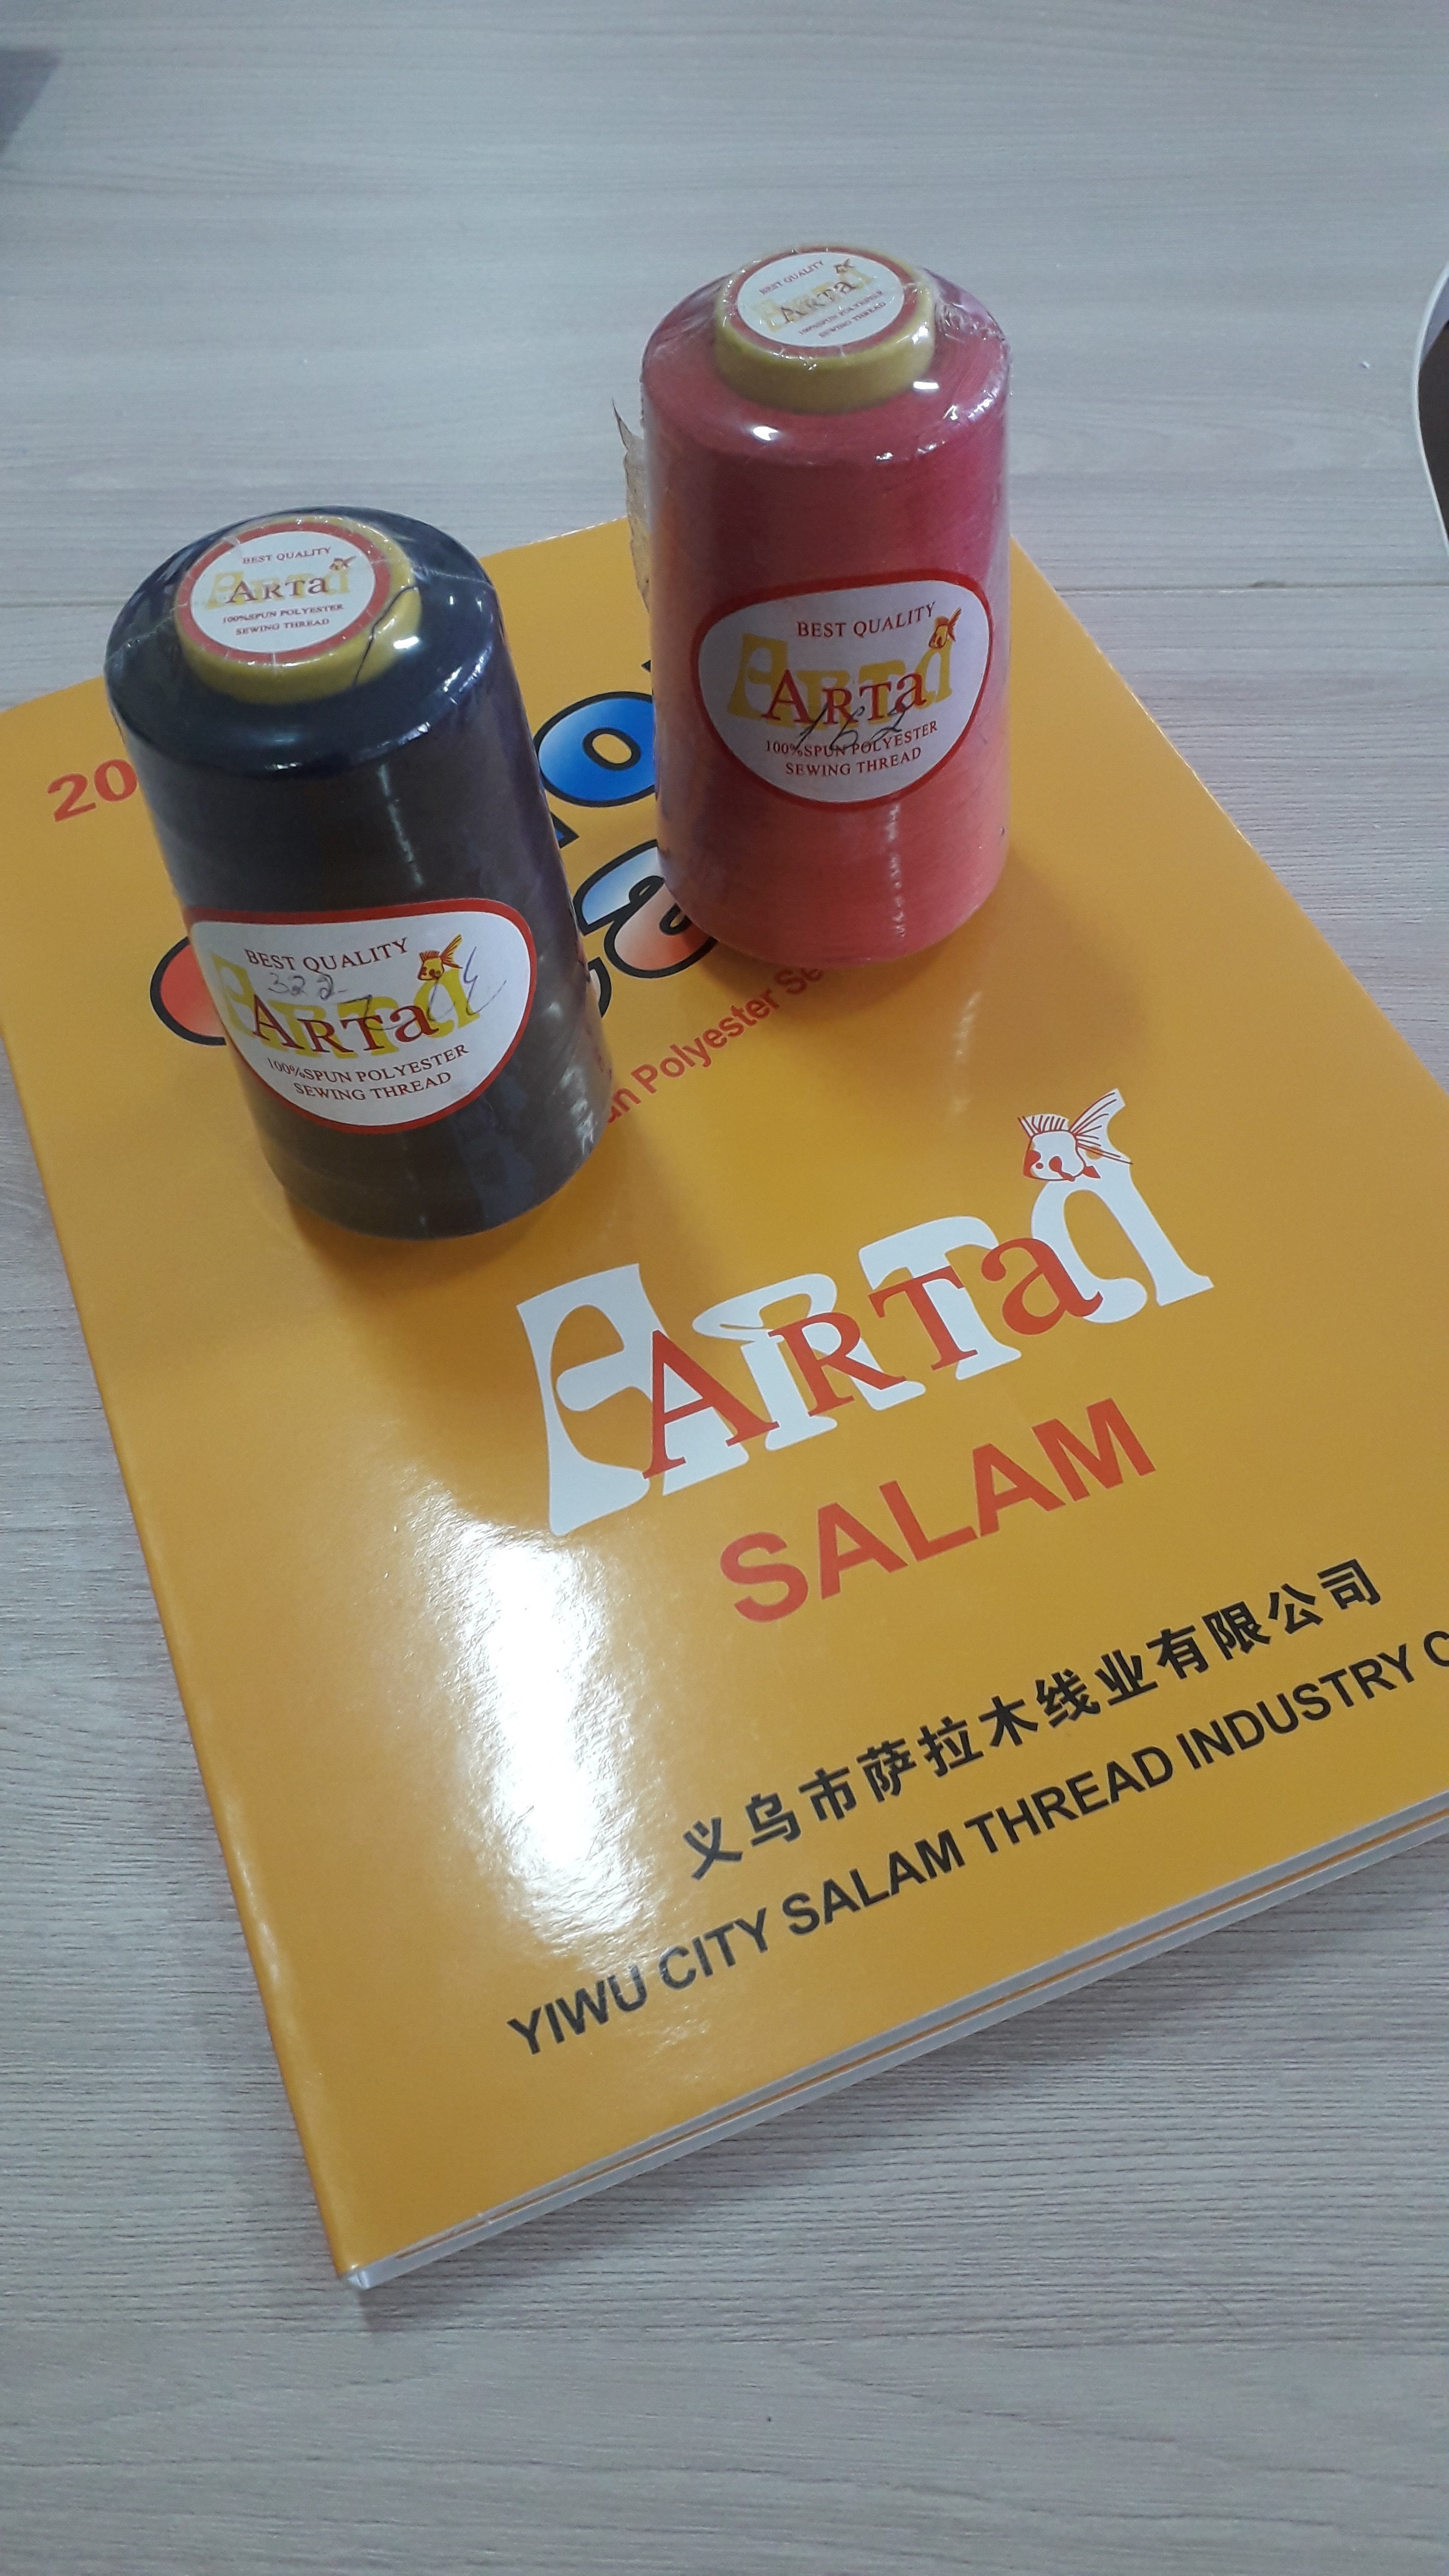 BEST QUALITY
ARTa
100%SPUN POLYESTER
SEWING THREAD
BEST QUALITY
ARTa
162
100%SPUN POLYESTER
SEWING THREAD
BEST QUALITY
ARTa
100%SPUN POLYESTER
SEWING THREAD
BEST QUALITY
322
ARTa
100%SPUN POLYESTER
SEWING THREAD
20
Polyester
ARTa
SALAM
义乌市萨拉木线业有限公司
YIWU CITY SALAM THREAD INDUSTRY